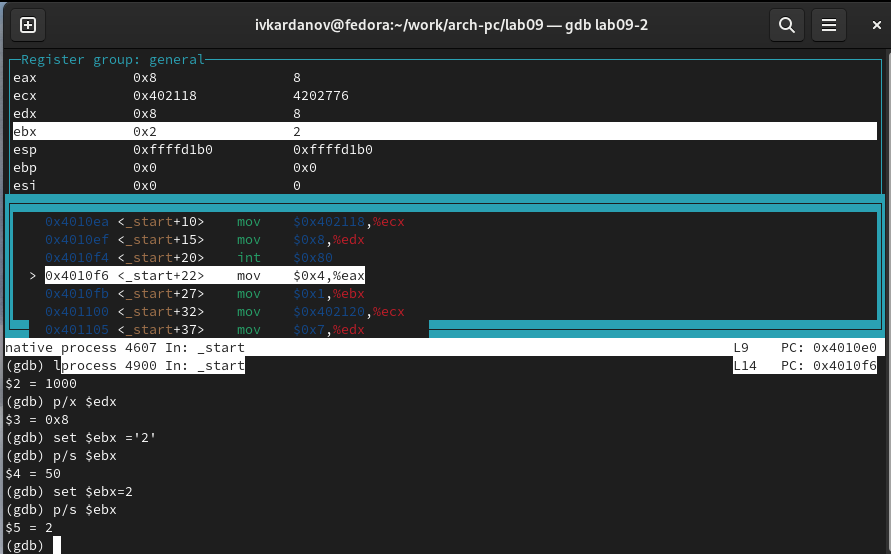 ivkardanov@fedora:~/work/arch-pc/lab09 — gdb lab09-2
Register group: general
eax 0x8 8
ecx 0x402118 4202776
edx 0x8 8
ebx 0x2 2
esp 0xffffd1b0 0xffffd1b0
ebp 0x0 0x0
esi 0x0 0
0x4010ea <_start+10> mov $0x402118,%ecx
0x4010ef <_start+15> mov $0x8,%edx
0x4010f4 <_start+20> int $0x80
> 0x4010f6 <_start+22> mov $0x4,%eax
0x4010fb <_start+27> mov $0x1,%ebx
0x401100 <_start+32> mov $0x402120,%ecx
0x401105 <_start+37> mov $0x7,%edx
native process 4607 In: _start L9 PC: 0x4010e0
(gdb) lprocess 4900 In: _start L14 PC: 0x4010f6
$2 = 1000
(gdb) p/x $edx
$3 = 0x8
(gdb) set $ebx ='2'
(gdb) p/s $ebx
$4 = 50
(gdb) set $ebx=2
(gdb) p/s $ebx
$5 = 2
(gdb)